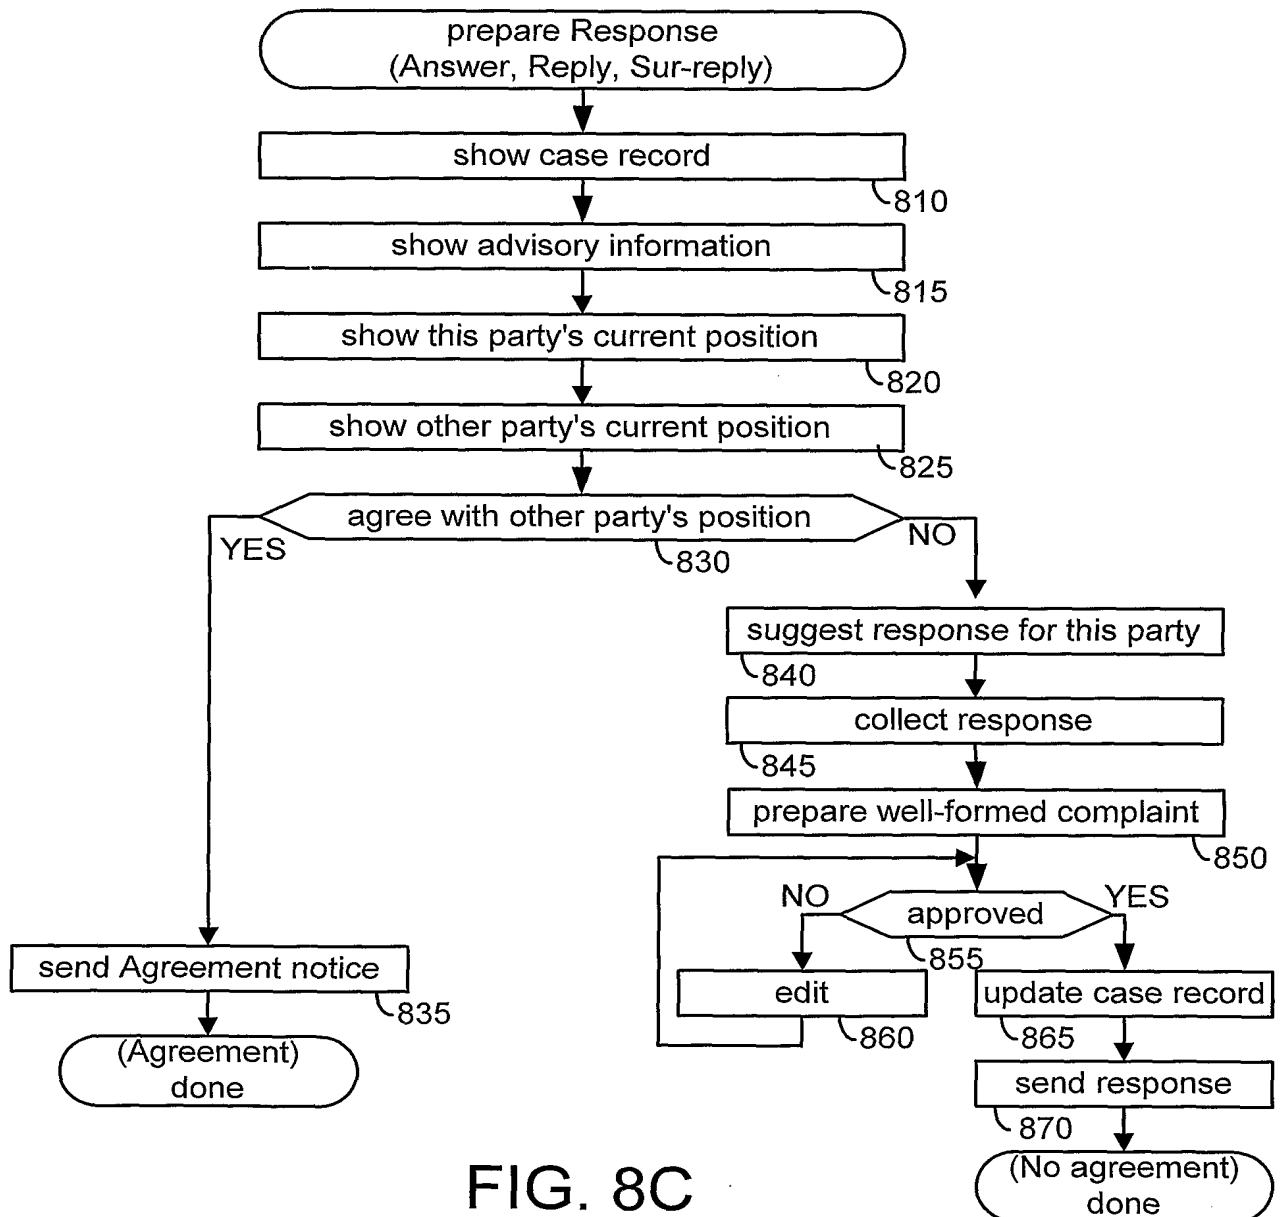 prepare Response
(Answer, Reply, Sur-reply)
show case record
810
show advisory information
815
show this party's current position
820
show other party's current position
825
agree with other party's position
YES
NO
830
suggest response for this party
840
collect response
845
prepare well-formed complaint
850
NO
YES
approved
855
send Agreement notice
edit
update case record
835
860
865
(Agreement)
done
send response
870
(No agreement)
done
FIG. 8C